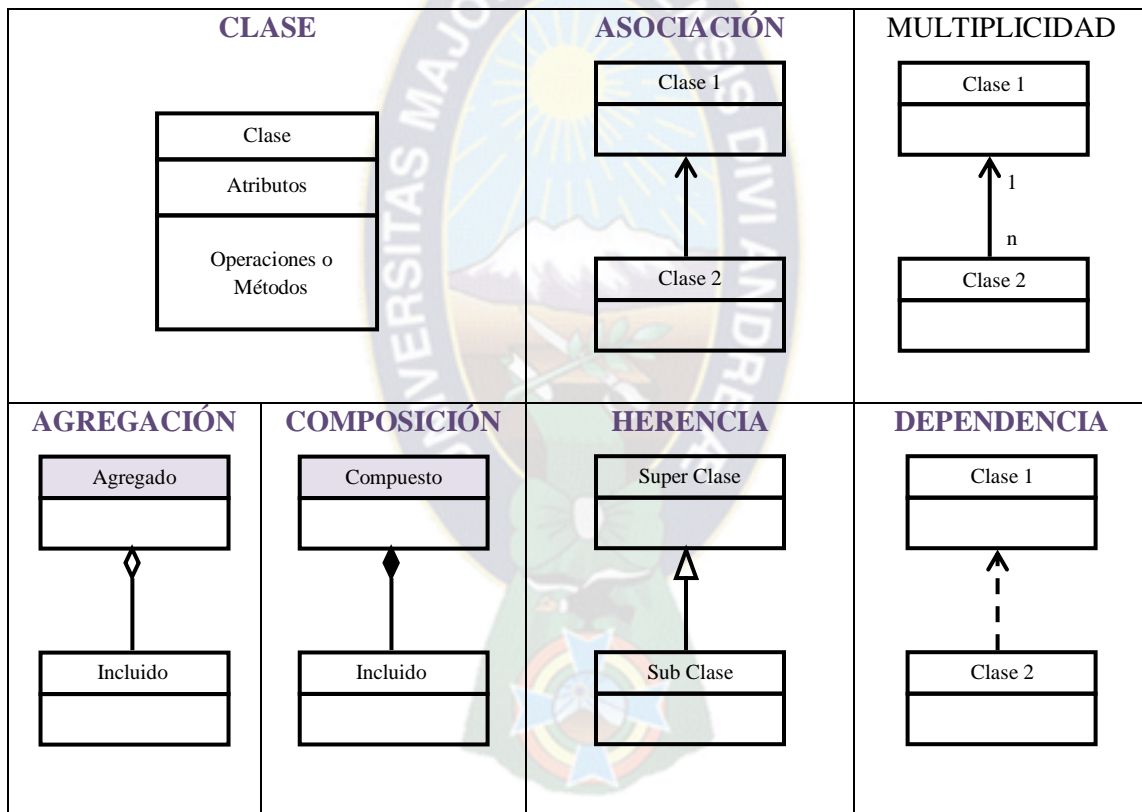 CLASE
Clase
Atributos
Operaciones o
Métodos
ASOCIACIÓN
Clase 1
Clase 2
MULTIPLICIDAD
Clase 1
1
n
Clase 2
AGREGACIÓN
Agregado
Incluido
COMPOSICIÓN
Compuesto
Incluido
HERENCIA
Super Clase
Sub Clase
DEPENDENCIA
Clase 1
Clase 2